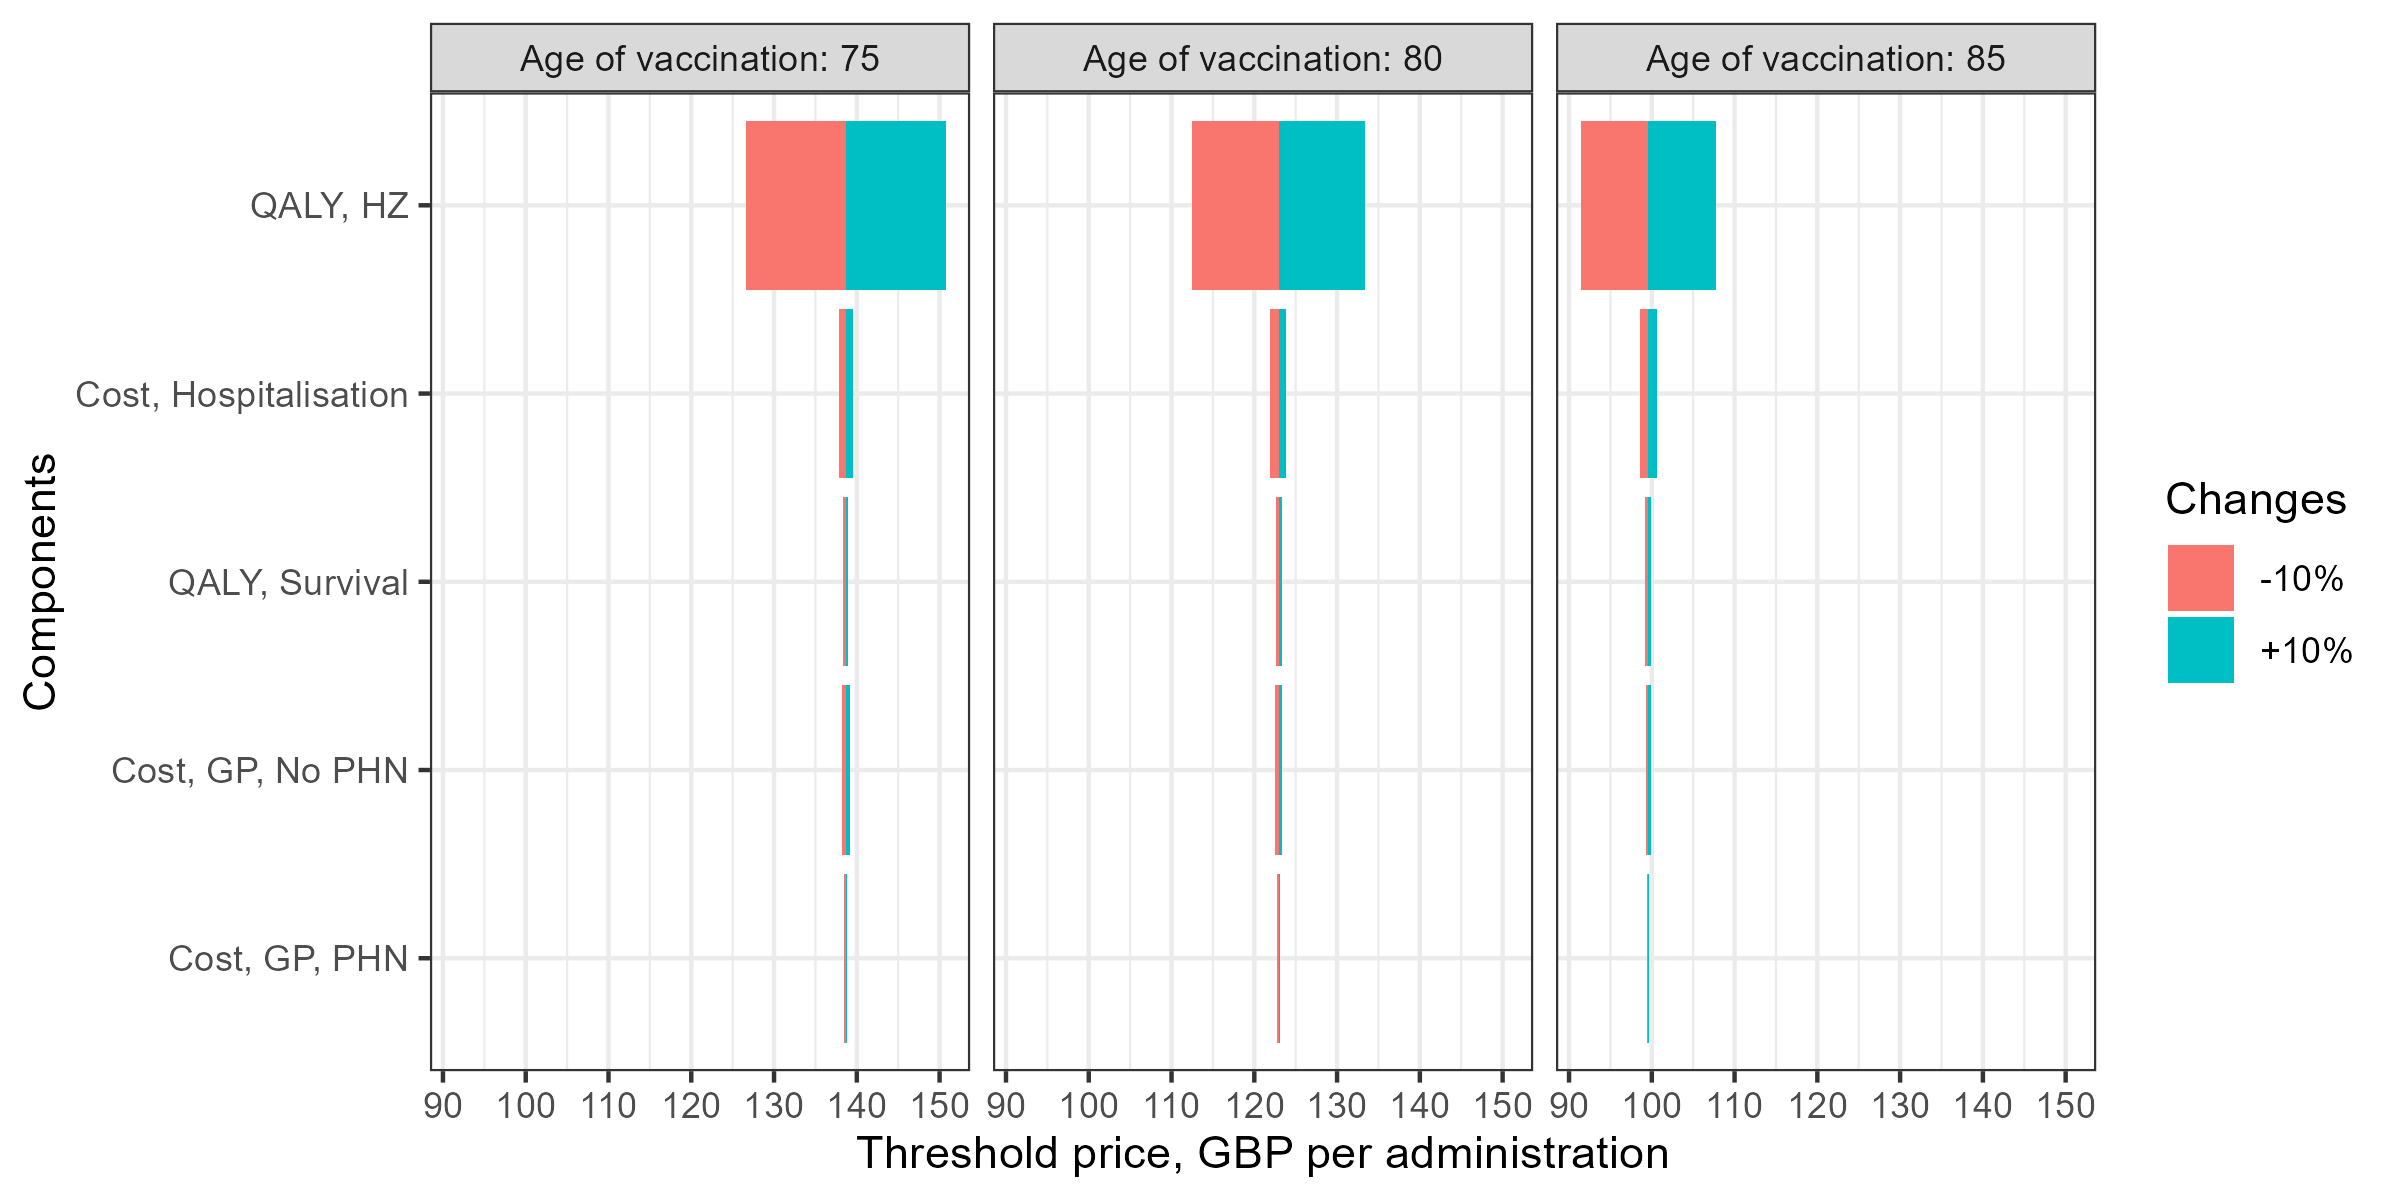 Age of vaccination: 75
Age of vaccination: 80
Age of vaccination: 85
Components
QALY, HZ
Cost, Hospitalisation
QALY, Survival
Cost, GP, No PHN
Cost, GP, PHN
90 100 110 120 130 140 150
90 100 110 120 130 140 150
90 100 110 120 130 140 150
Threshold price, GBP per administration
Changes
-10%
+10%